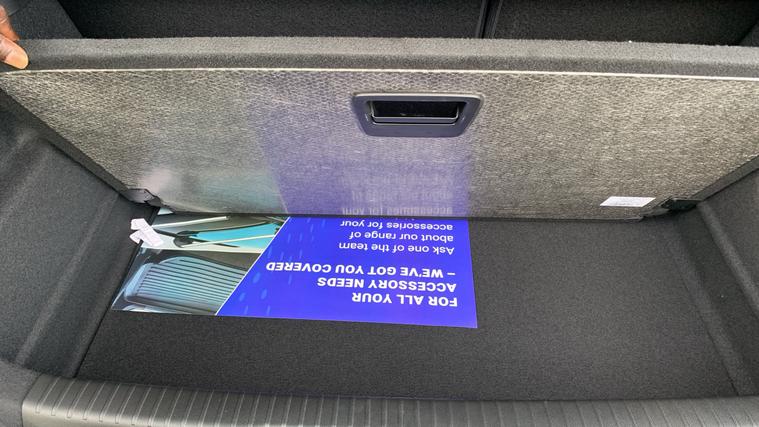 FOR ALL YOUR
ACCESSORY NEEDS
– WE'VE GOT YOU COVERED
Ask one of the team
about our range of
accessories for your